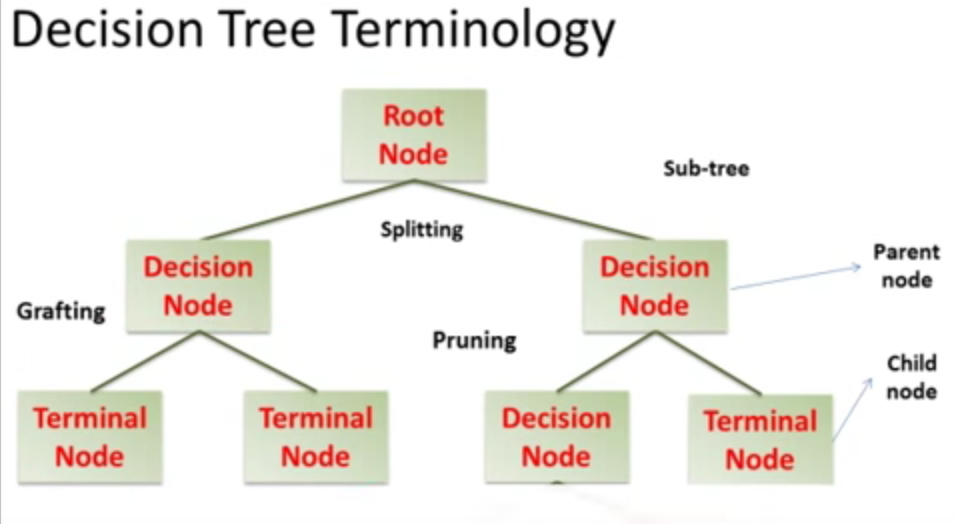 Decision Tree Terminology
Root
Node
Sub-tree
Splitting
Decision
Node
Decision
Node
Parent
node
Grafting
Pruning
Child
node
Terminal
Node
Terminal
Node
Decision
Node
Terminal
Node